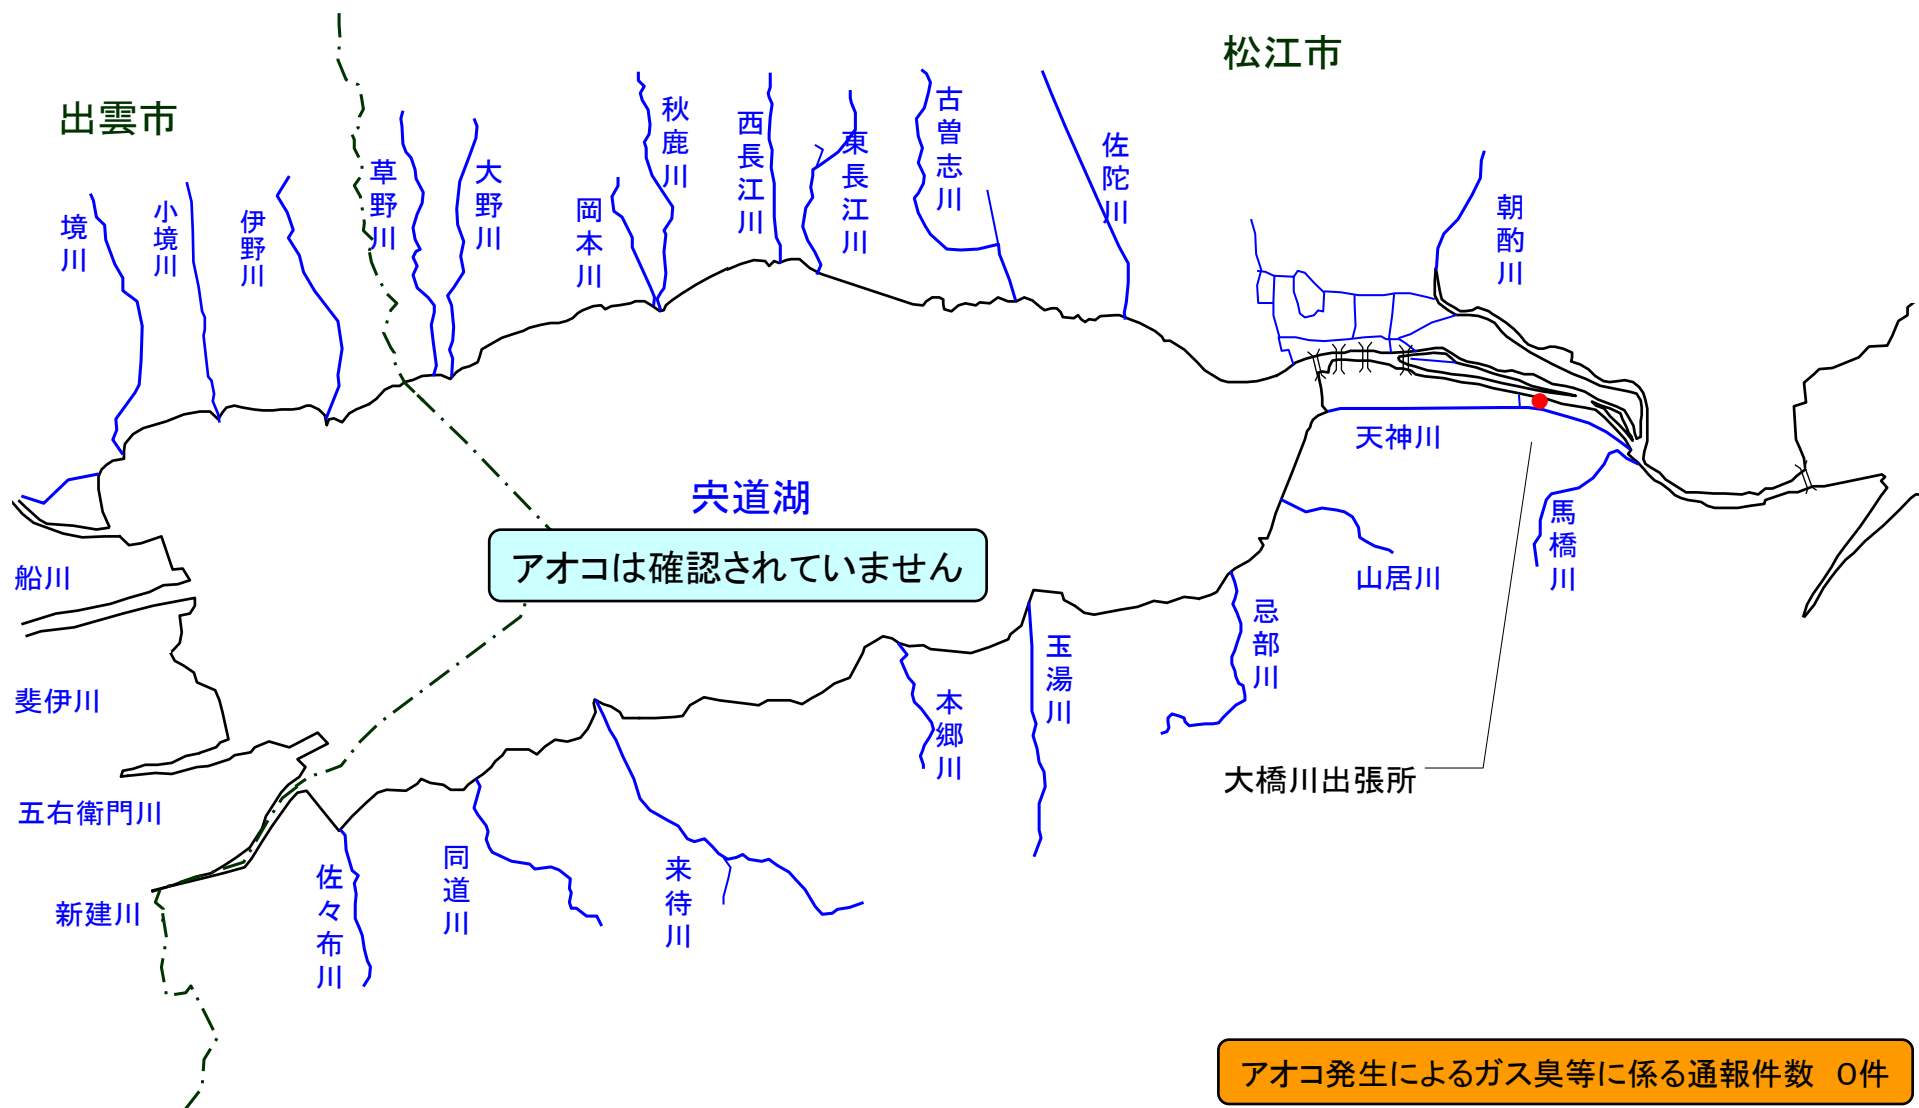 松江市
出雲市
秋鹿川
西長江川
東長江川
古曽志川
佐陀川
草野川
大野川
岡本川
朝酌川
境川
小境川
伊野川
天神川
宍道湖
アオコは確認されていません
馬橋川
船川
山居川
忌部川
玉湯川
斐伊川
本郷川
大橋川出張所
五右衛門川
同道川
来待川
佐々布川
新建川
アオコ発生によるガス臭等に係る通報件数 0件